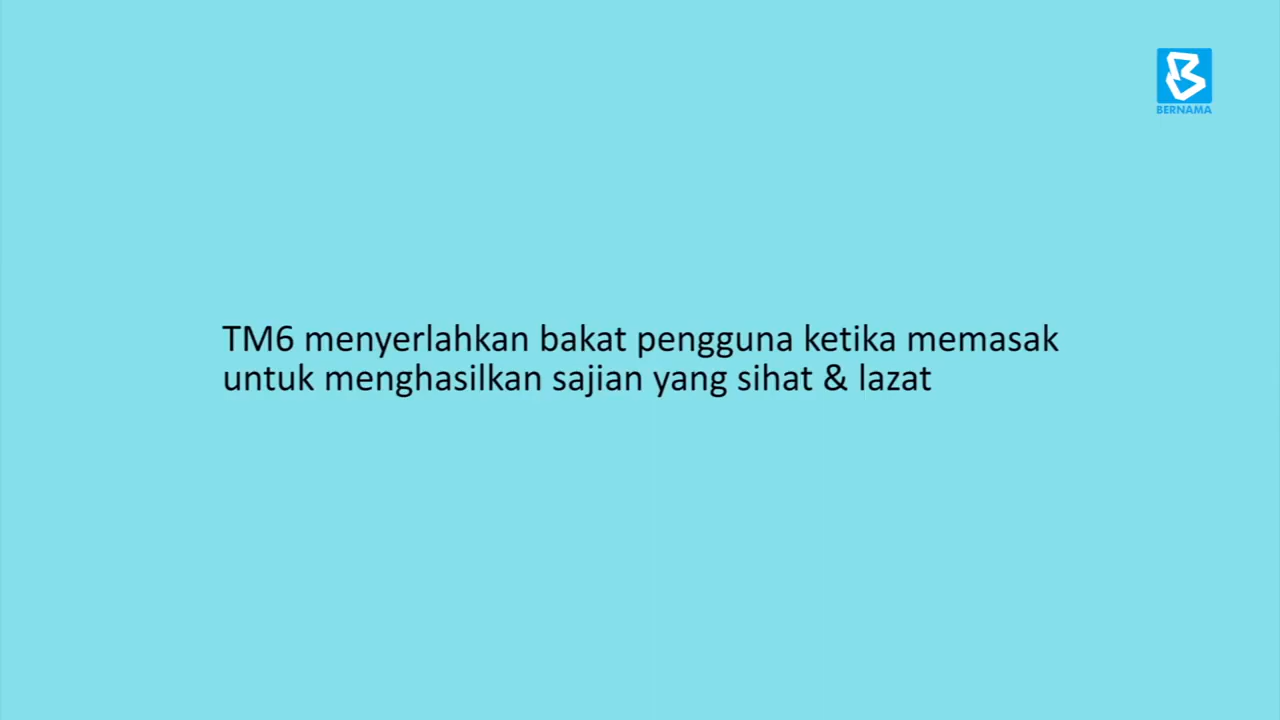 BERNAMA
TM6 menyerlahkan bakat pengguna ketika memasak
untuk menghasilkan sajian yang sihat & lazat